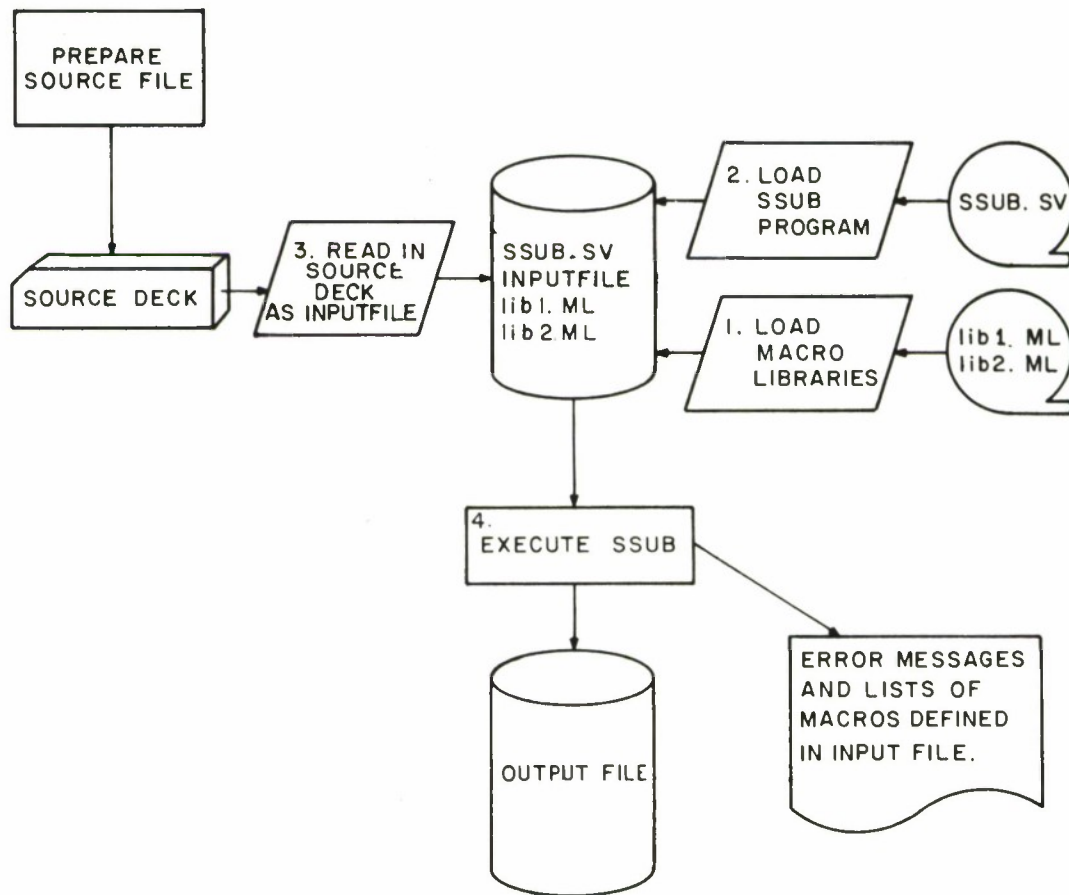 PREPARE
SOURCE FILE
SOURCE DECK
3. READ IN
SOURCE
DECK
AS INPUTFILE
SSUB.SV
INPUTFILE
lib1. ML
lib2. ML
2. LOAD
SSUB
PROGRAM
SSUB. SV
1. LOAD
MACRO
LIBRARIES
lib1. ML
lib2. ML
4.
EXECUTE SSUB
OUTPUT FILE
ERROR MESSAGES
AND LISTS OF
MACROS DEFINED
IN INPUT FILE.